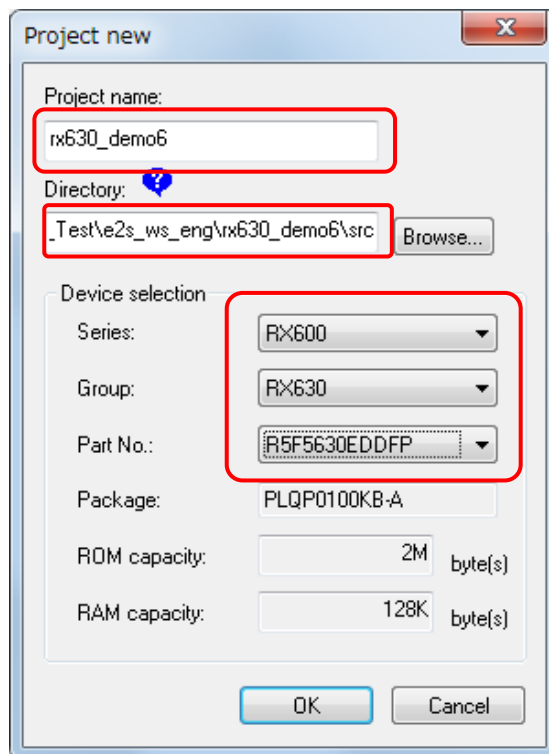 Project new
Project name:
rx630_demo6
Directory: ?
_Test\e2s_ws_eng\rx630_demo6\src Browse...
Device selection
Series: RX600
Group: RX630
Part No.: R5F5630EDDFP
Package: PLQP0100KB-A
ROM capacity: 2M byte(s)
RAM capacity: 128K byte(s)
OK Cancel